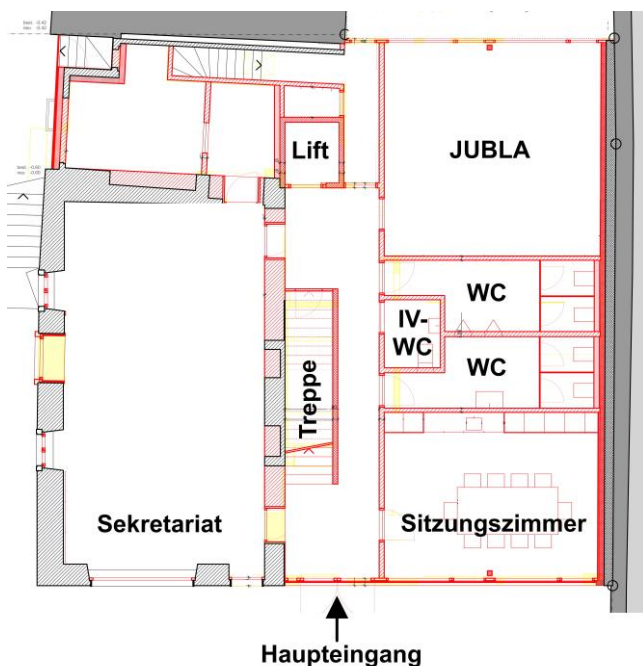 Lift
JUBLA
WC
IV-
WC
WC
Treppe
Sekretariat
Sitzungszimmer
Haupteingang